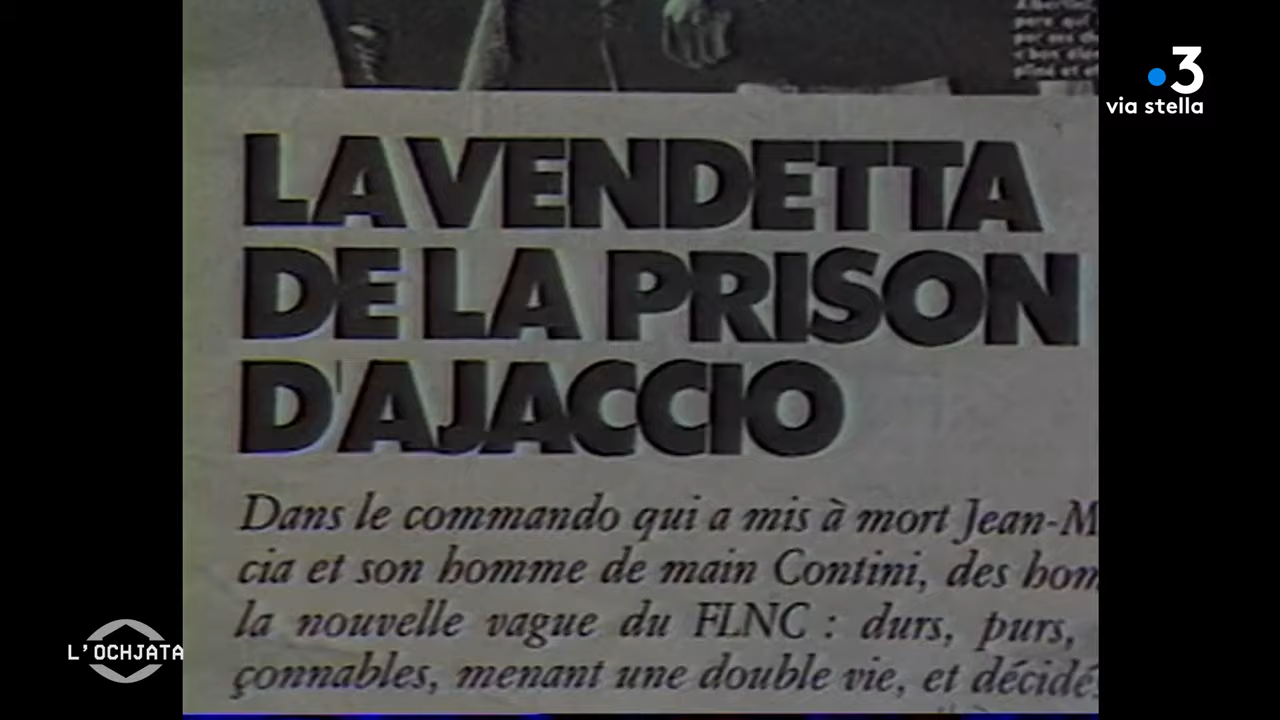 3
via stella
LA VENDETTA
DE LA PRISON
D'AJACCIO
Dans le commando qui a mis à mort Jean-M
cia et son homme de main Contini, des hom
la nouvelle vague du FLNC : durs, purs,
çonnables, menant une double vie, et décidé
L'OCHJATA